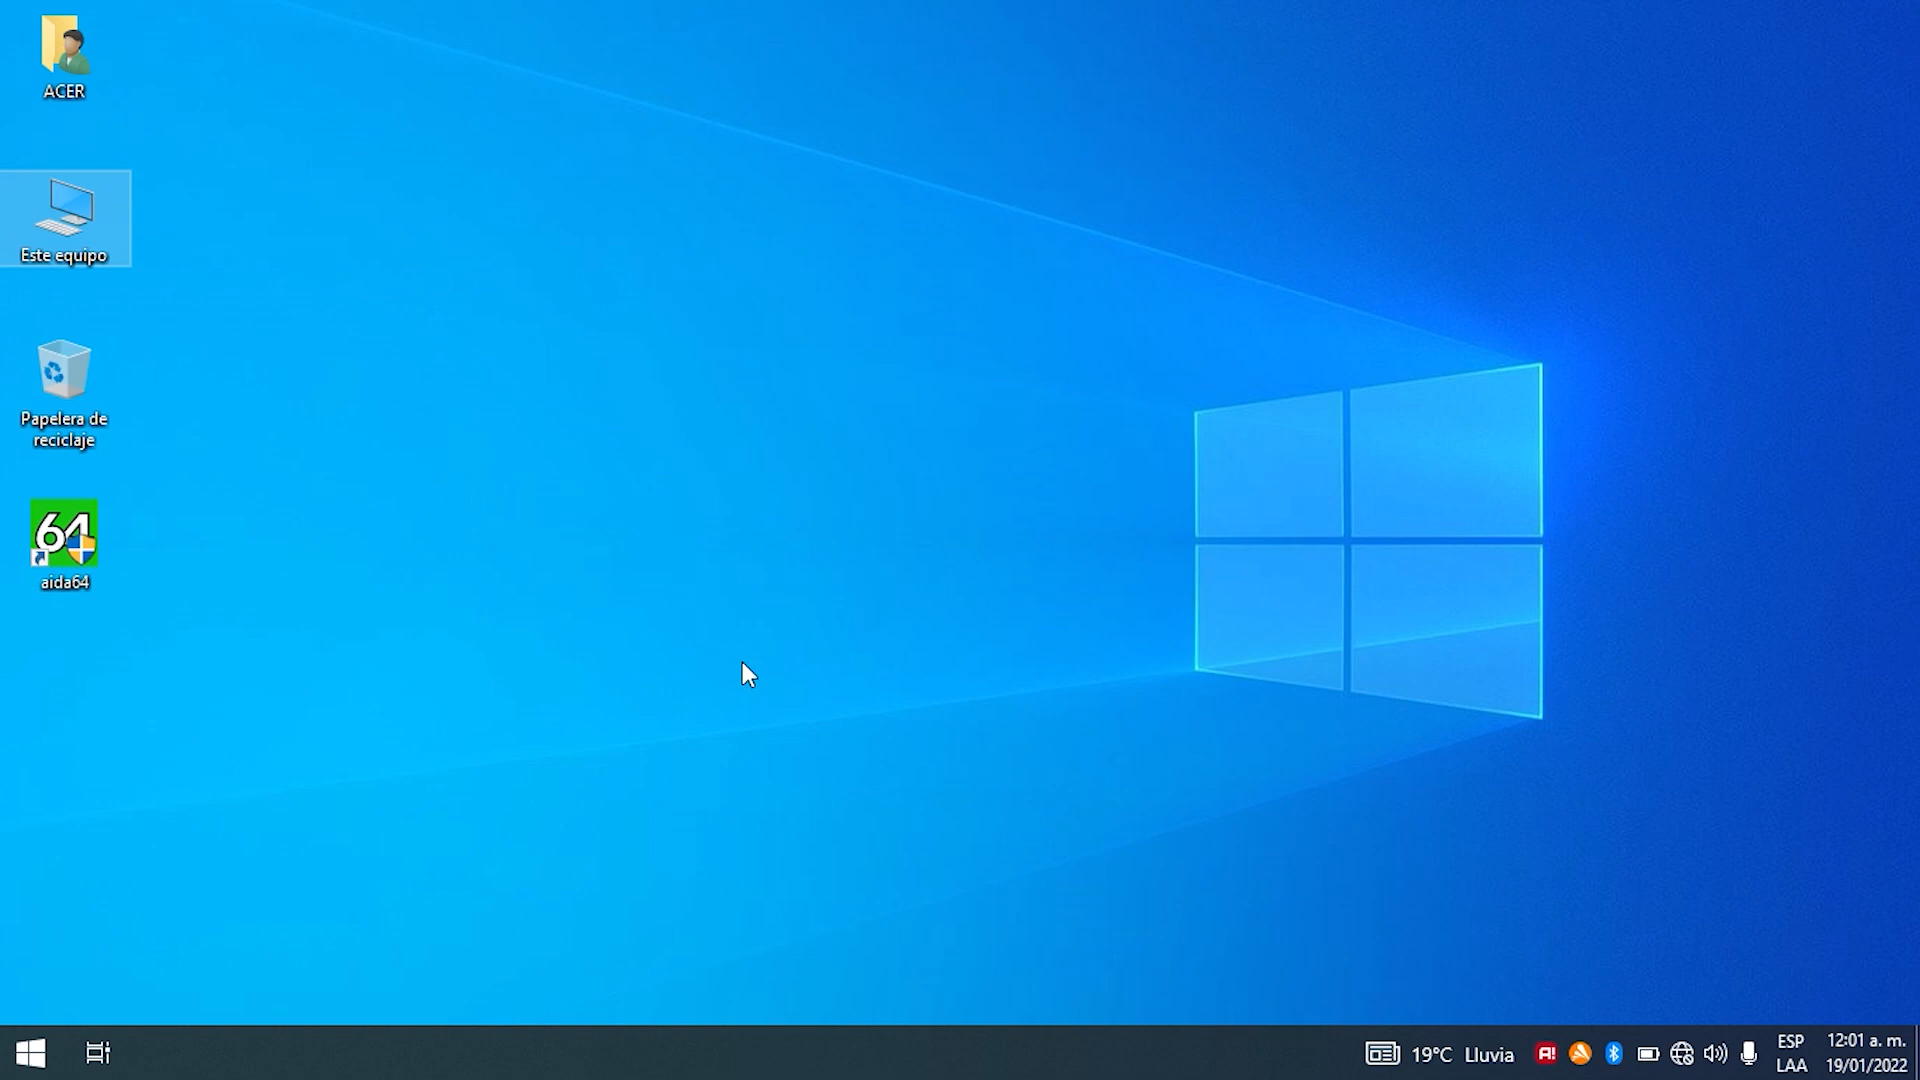 ACER
Este equipo
Papelera de
reciclaje
64
aida64
19°C Lluvia
A!
ESP
LAA
12:01 a. m.
19/01/2022